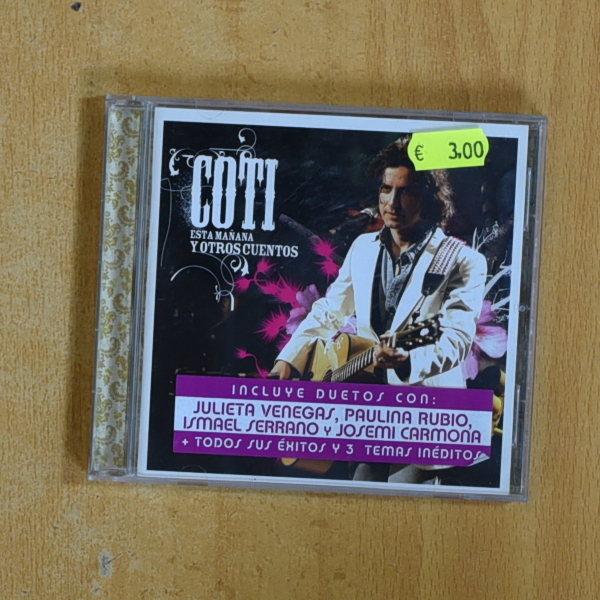 € 3.00
COTI
ESTA MAÑANA
Y OTROS CUENTOS
INCLUYE DUETOS CON:
JULIETA VENEGAS, PAULINA RUBIO,
ISMAEL SERRANO Y JOSEMI CARMONA
+ TODOS SUS ÉXITOS Y 3 TEMAS INÉDITOS